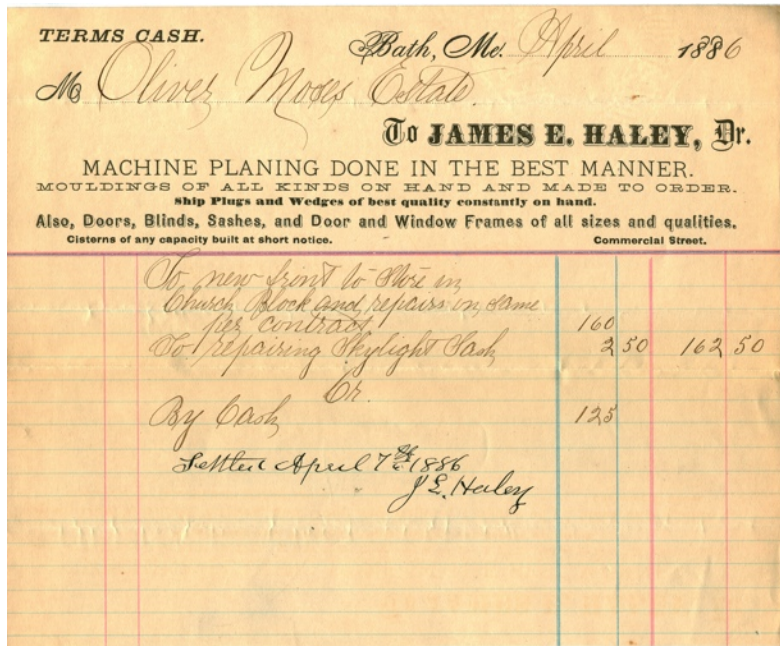 TERMS CASH.
Bath, Me. April 1886
M Oliver Moses Estate
To JAMES E. HALEY, Dr.
MACHINE PLANING DONE IN THE BEST MANNER.
MOULDINGS OF ALL KINDS ON HAND AND MADE TO ORDER.
Ship Plugs and Wedges of best quality constantly on hand.
Also, Doors, Blinds, Sashes, and Door and Window Frames of all sizes and qualities.
Cisterns of any capacity built at short notice. Commercial Street.
To new front to Store in
Church Block and repairs on same
per contract. 160
To repairing Skylight Sash 2 50 162 50
Cr.
By Cash 125
Settled April 7th 1886
J E. Haley